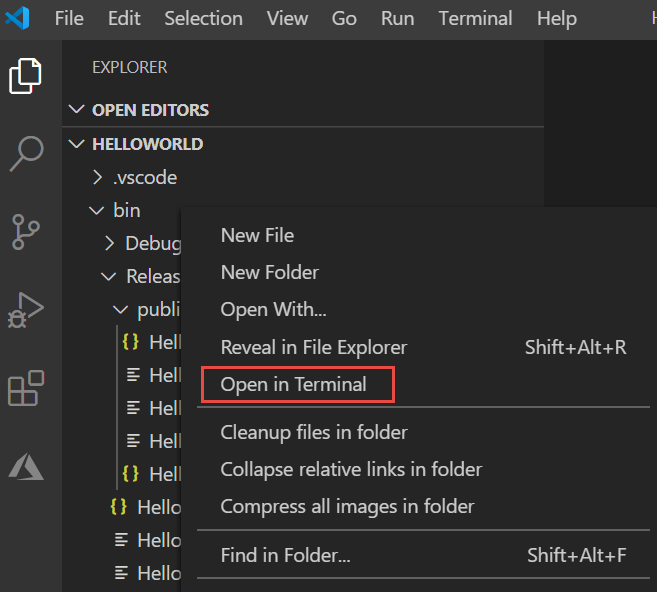 File Edit Selection View Go Run Terminal Help
EXPLORER
OPEN EDITORS
HELLOWORLD
.vscode
bin
Debug
Releas
publi
{} Hell
Hell
Hell
Hell
{} Hell
{} Hello
Hello
Hello
New File
New Folder
Open With...
Reveal in File Explorer Shift+Alt+R
Open in Terminal
Cleanup files in folder
Collapse relative links in folder
Compress all images in folder
Find in Folder... Shift+Alt+F